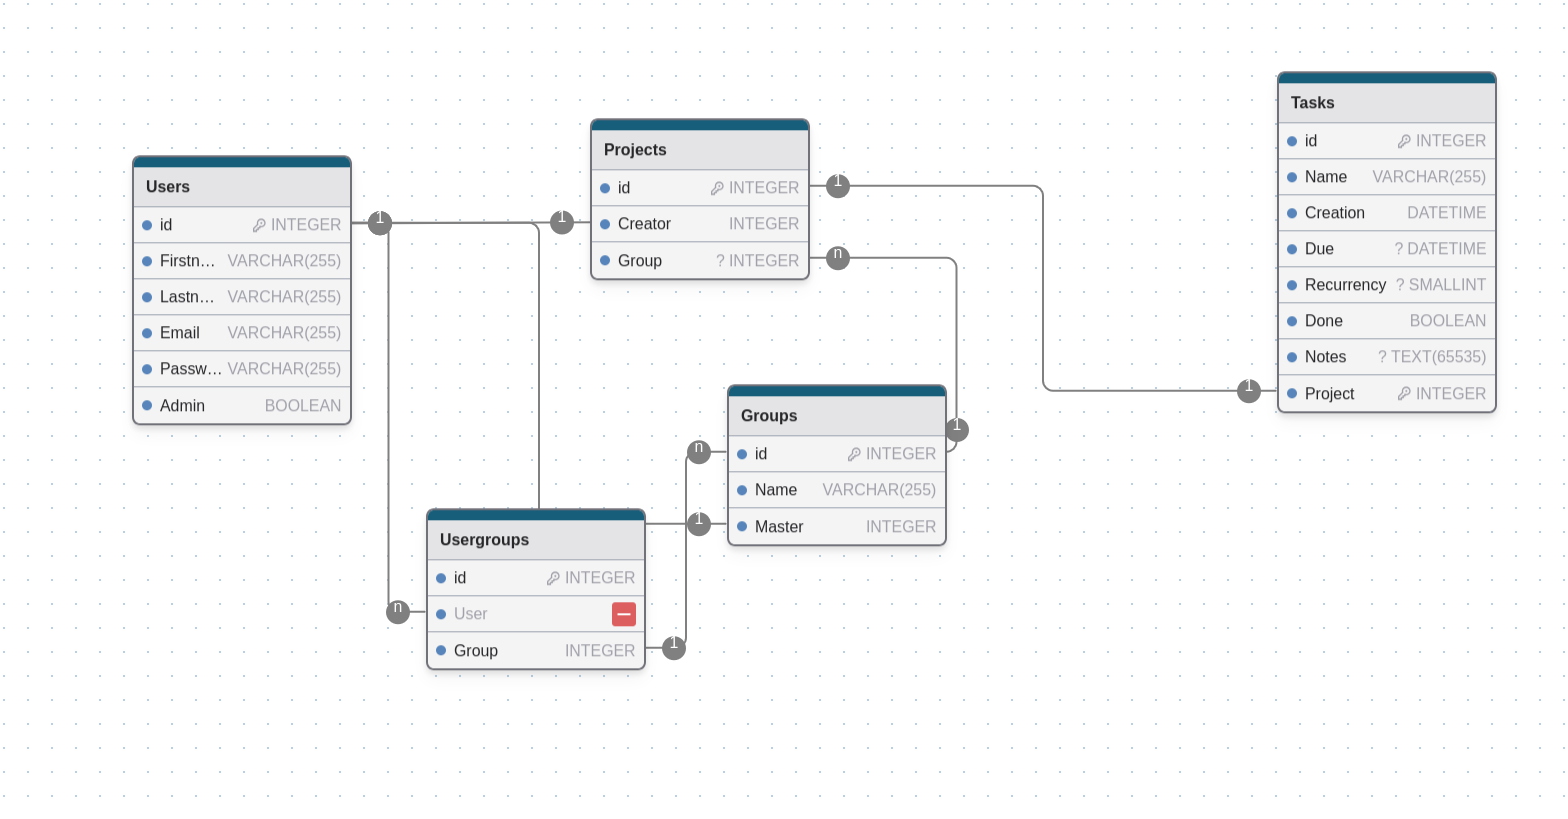 Users
id INTEGER
Firstn... VARCHAR(255)
Lastn... VARCHAR(255)
Email VARCHAR(255)
Passw... VARCHAR(255)
Admin BOOLEAN
1
1
Projects
id INTEGER
Creator INTEGER
Group ? INTEGER
1
n
Tasks
id INTEGER
Name VARCHAR(255)
Creation DATETIME
Due ? DATETIME
Recurrency ? SMALLINT
Done BOOLEAN
Notes ? TEXT(65535)
Project INTEGER
1
Groups
id INTEGER
Name VARCHAR(255)
Master INTEGER
1
n
1
Usergroups
id INTEGER
User
Group INTEGER
n
1